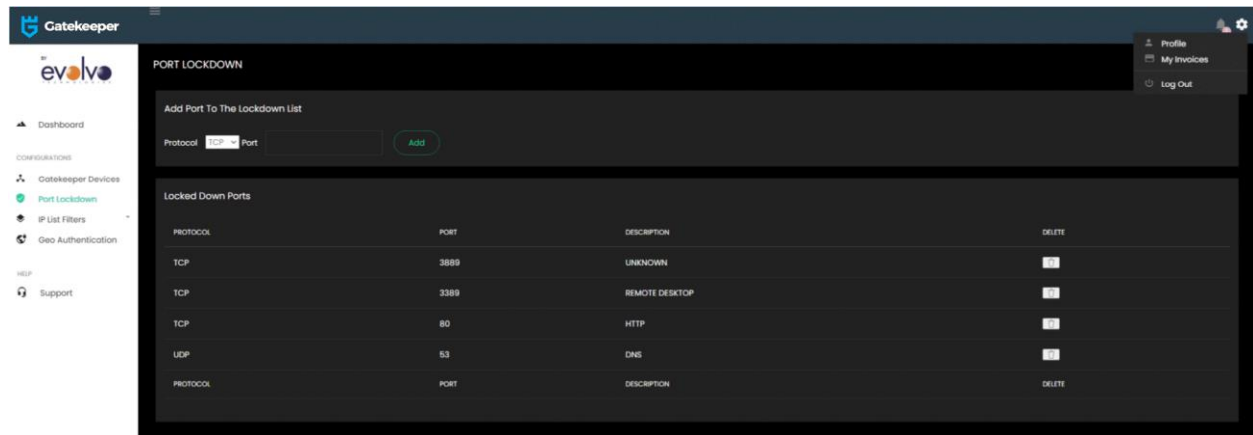 Gatekeeper
BY
evolvo
Dashboard
CONFIGURATIONS
Gatekeeper Devices
Port Lockdown
IP List Filters
Geo Authentication
HELP
Support
Profile
My Invoices
Log Out
PORT LOCKDOWN
Add Port To The Lockdown List
Protocol TCP Port Add
Locked Down Ports
PROTOCOL PORT DESCRIPTION DELETE
TCP 3889 UNKNOWN
TCP 3389 REMOTE DESKTOP
TCP 80 HTTP
UDP 53 DNS
PROTOCOL PORT DESCRIPTION DELETE